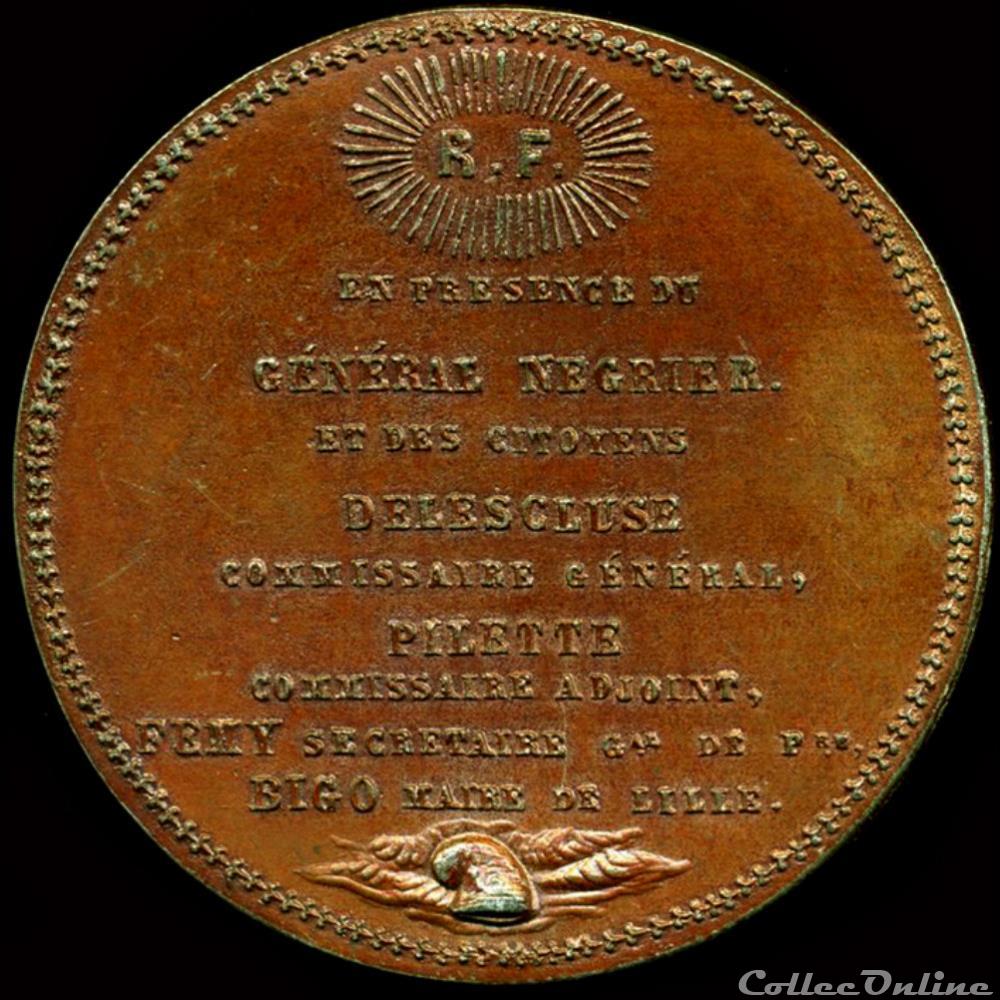 R. F.
EN PRESENCE DU
GÉNÉRAL NEGRIER.
ET DES CITOYENS
DELESCLUSE
COMMISSAIRE GÉNÉRAL,
PILETTE
COMMISSAIRE ADJOINT,
FEMY SECRETAIRE Gal DE PRE,
BIGO MAIRE DE LILLE.
CollecOnline